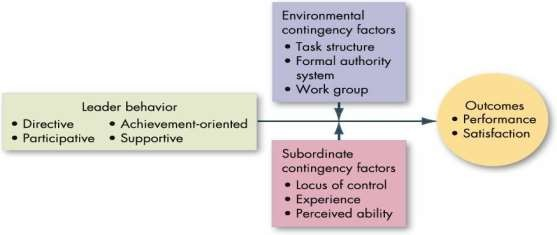 Environmental
contingency factors
• Task structure
• Formal authority
system
• Work group
Leader behavior
• Directive • Achievement-oriented
• Participative • Supportive
Outcomes
• Performance
• Satisfaction
Subordinate
contingency factors
• Locus of control
• Experience
• Perceived ability